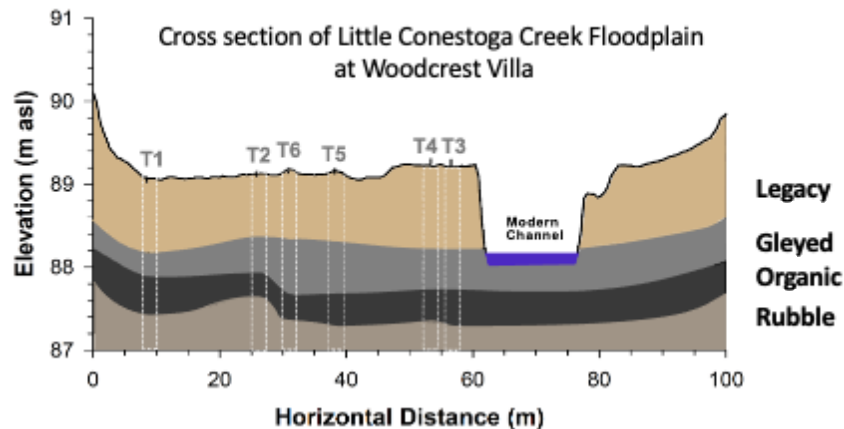 Cross section of Little Conestoga Creek Floodplain
at Woodcrest Villa
91
90
89
88
87
Elevation (m asl)
T1
T2
T6
T5
T4
T3
Modern
Channel
Legacy
Gleyed
Organic
Rubble
0
20
40
60
80
100
Horizontal Distance (m)